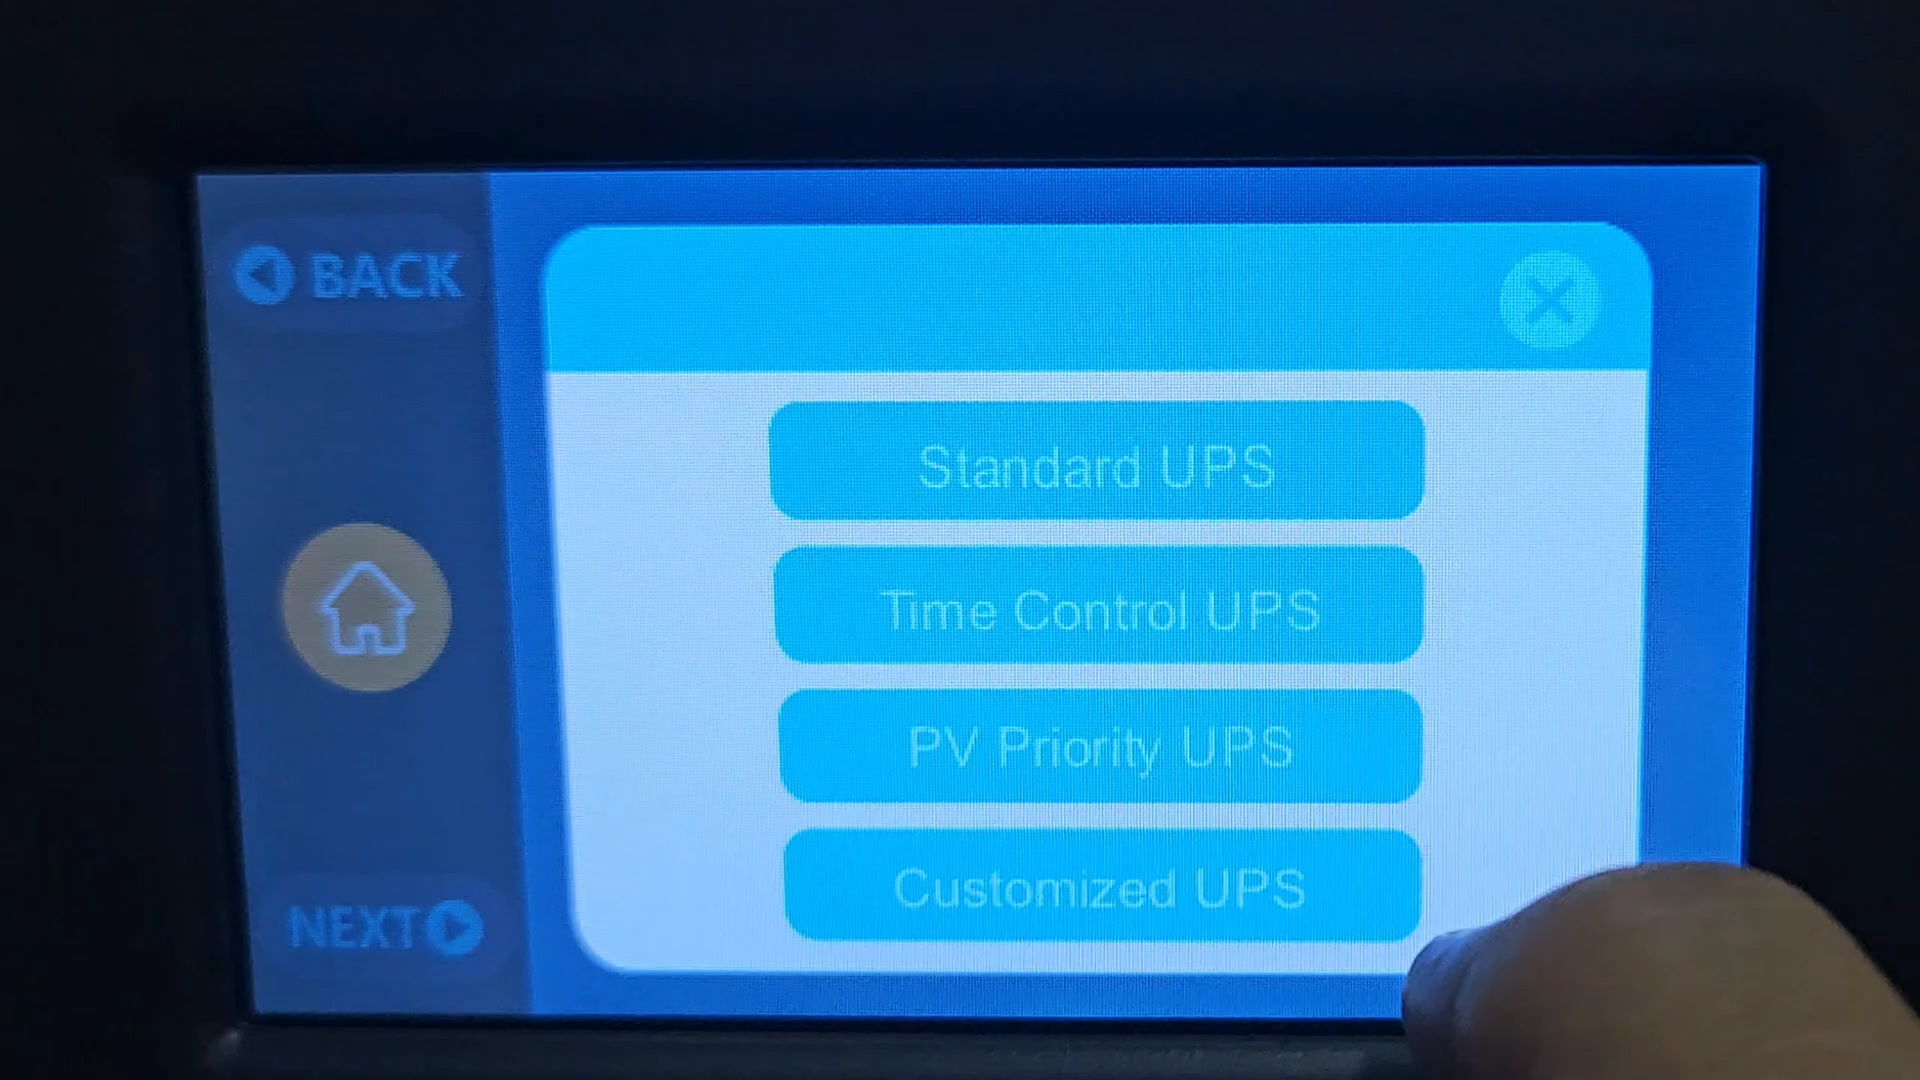 BACK
Standard UPS
Time Control UPS
PV Priority UPS
Customized UPS
NEXT